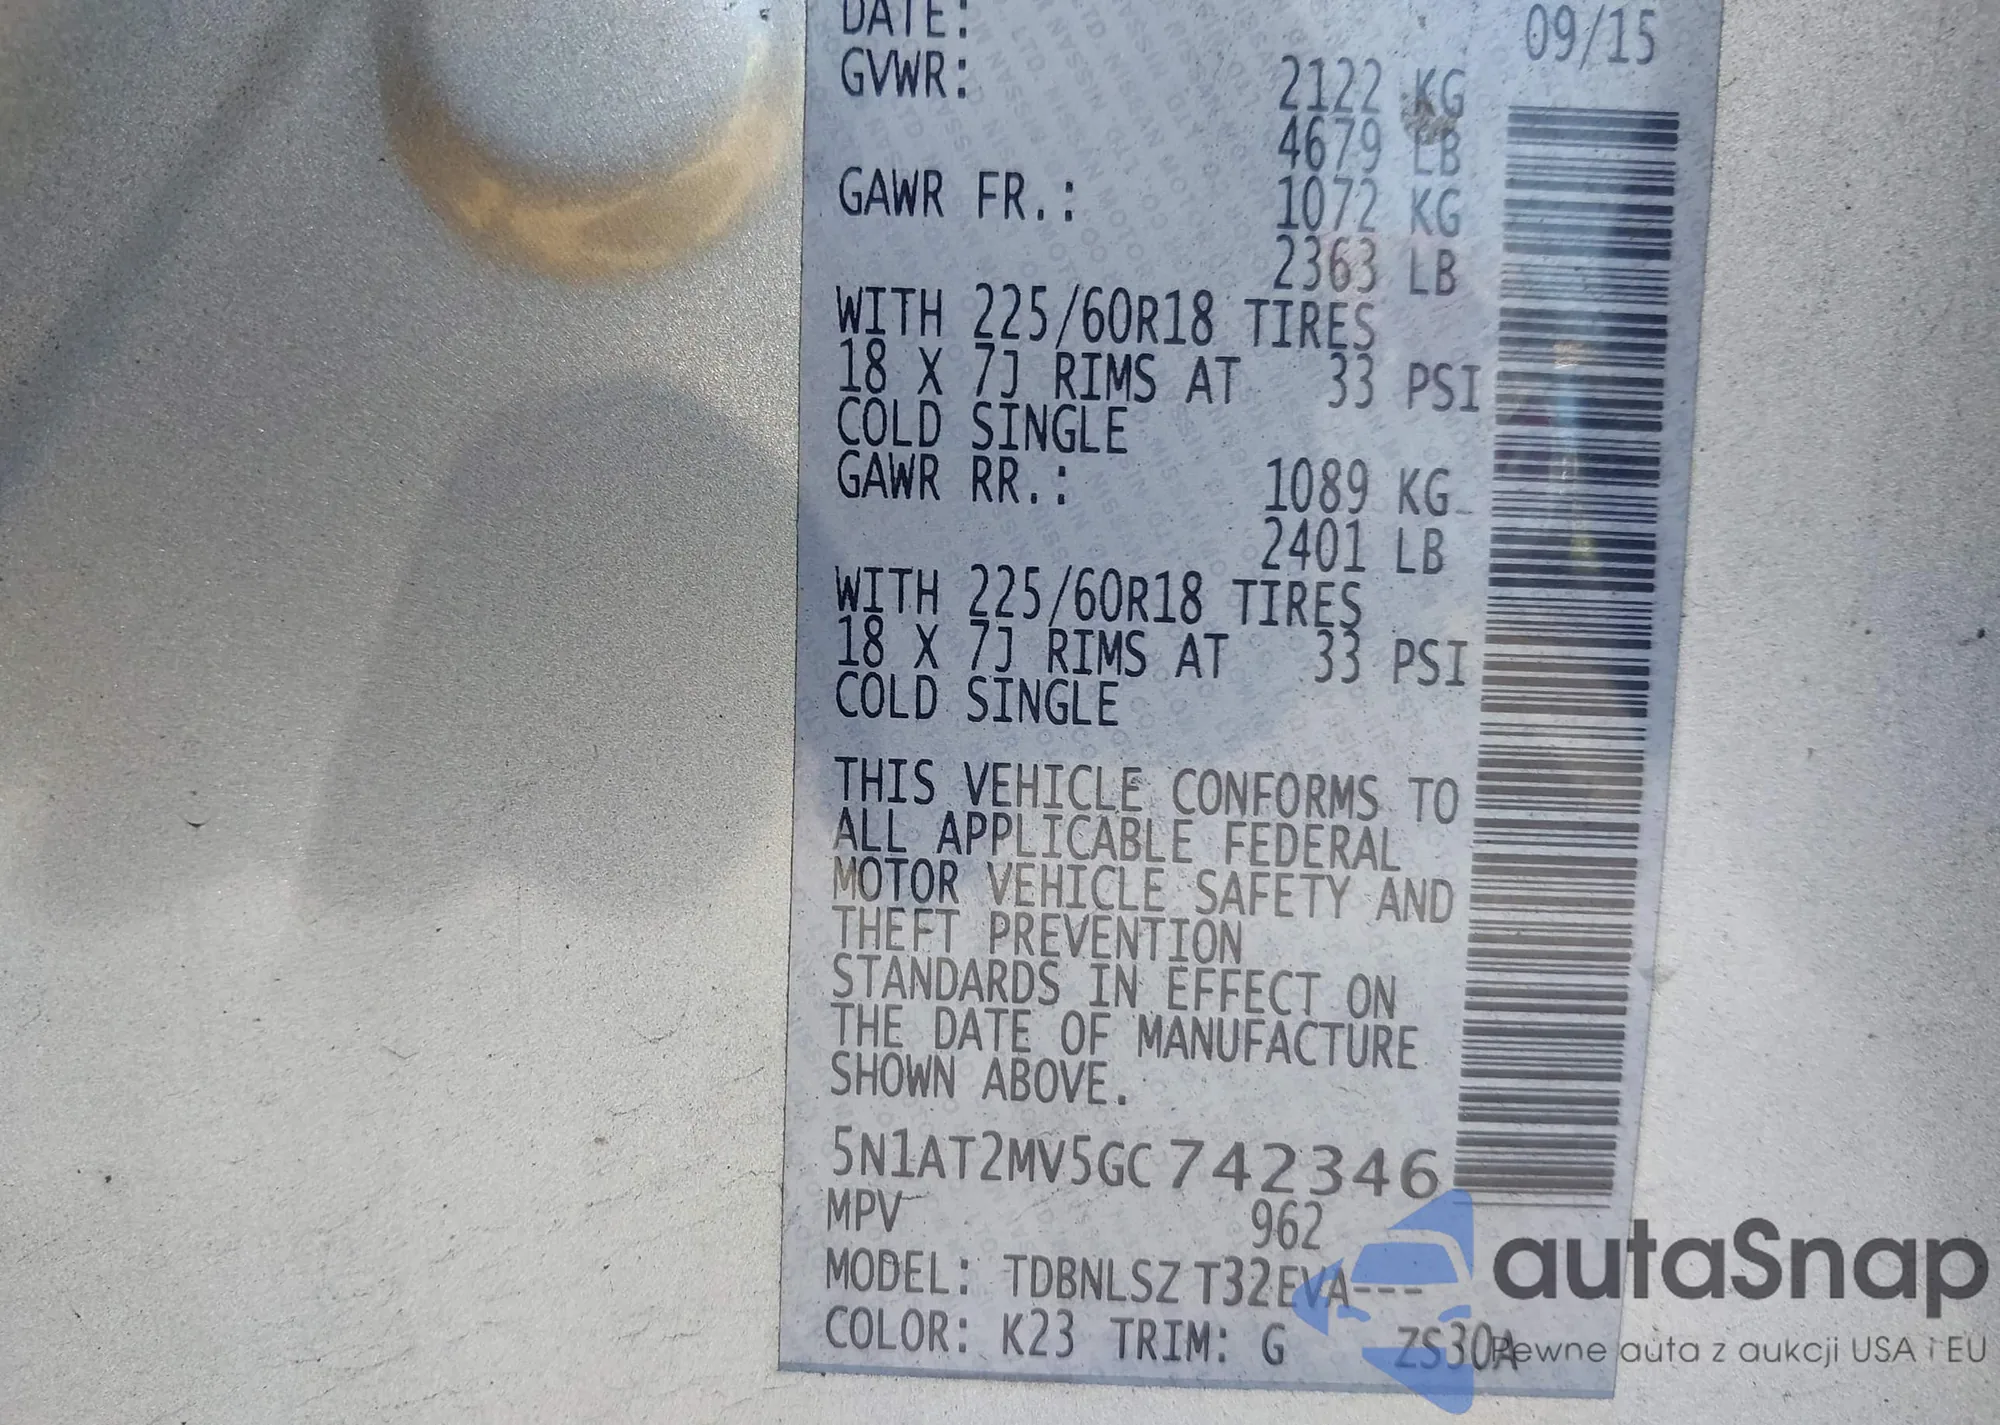 DATE: 09/15
GVWR: 2122 KG
4679 LB
GAWR FR.: 1072 KG
2363 LB
WITH 225/60R18 TIRES
18 X 7J RIMS AT 33 PSI
COLD SINGLE
GAWR RR.: 1089 KG
2401 LB
WITH 225/60R18 TIRES
18 X 7J RIMS AT 33 PSI
COLD SINGLE
THIS VEHICLE CONFORMS TO
ALL APPLICABLE FEDERAL
MOTOR VEHICLE SAFETY AND
THEFT PREVENTION
STANDARDS IN EFFECT ON
THE DATE OF MANUFACTURE
SHOWN ABOVE.
5N1AT2MV5GC742346
MPV 962
MODEL: TDBNLSZ T32EVA---
COLOR: K23 TRIM: G ZS30A
autaSnap
Pewne auta z aukcji USA i EU